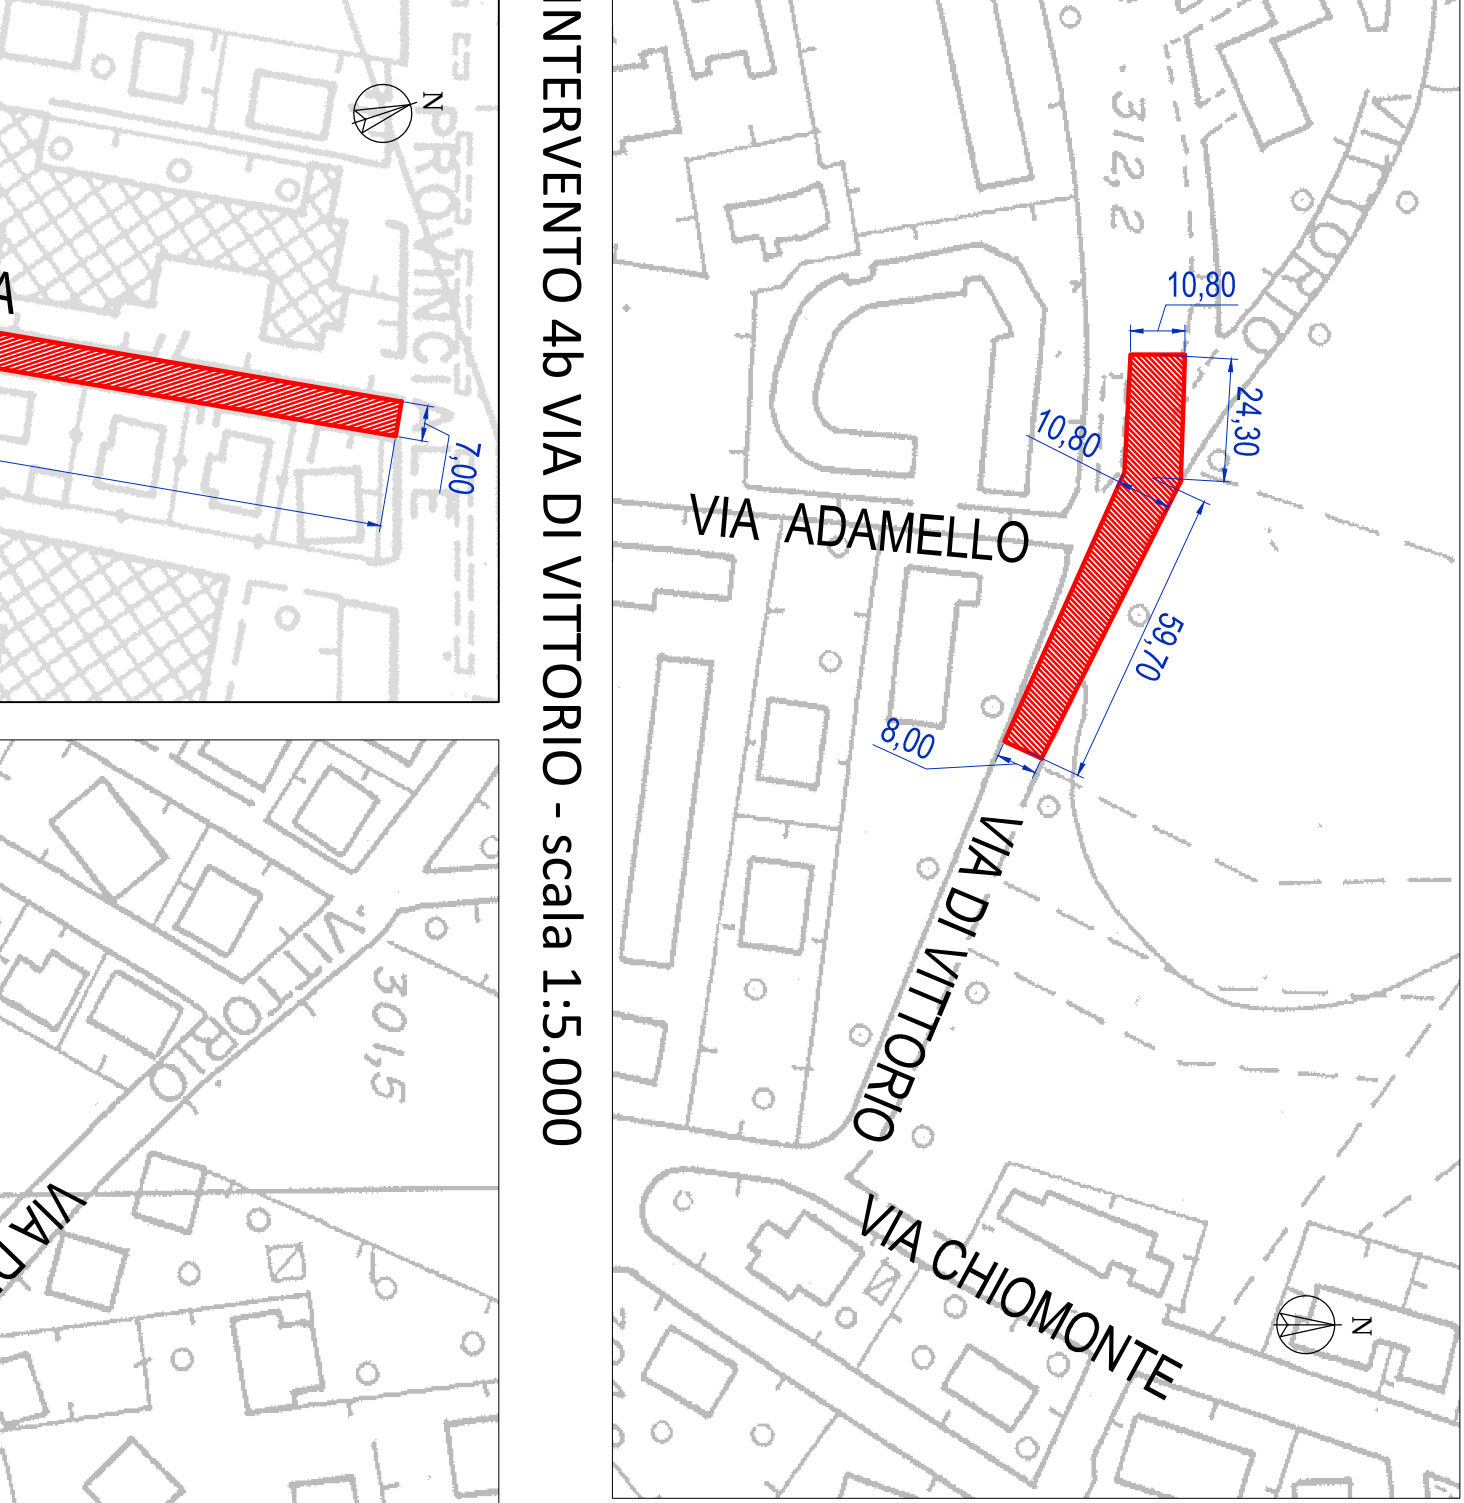 INTERVENTO 4b VIA DI VITTORIO - scala 1:5.000
312,2
VITTORIO
10,80
24,30
10,80
59,70
8,00
VIA ADAMELLO
VIA DI VITTORIO
VIA CHIOMONTE
N
N
PROVINCIALE
A
7,00
VITTORIO
301,5
VIA D